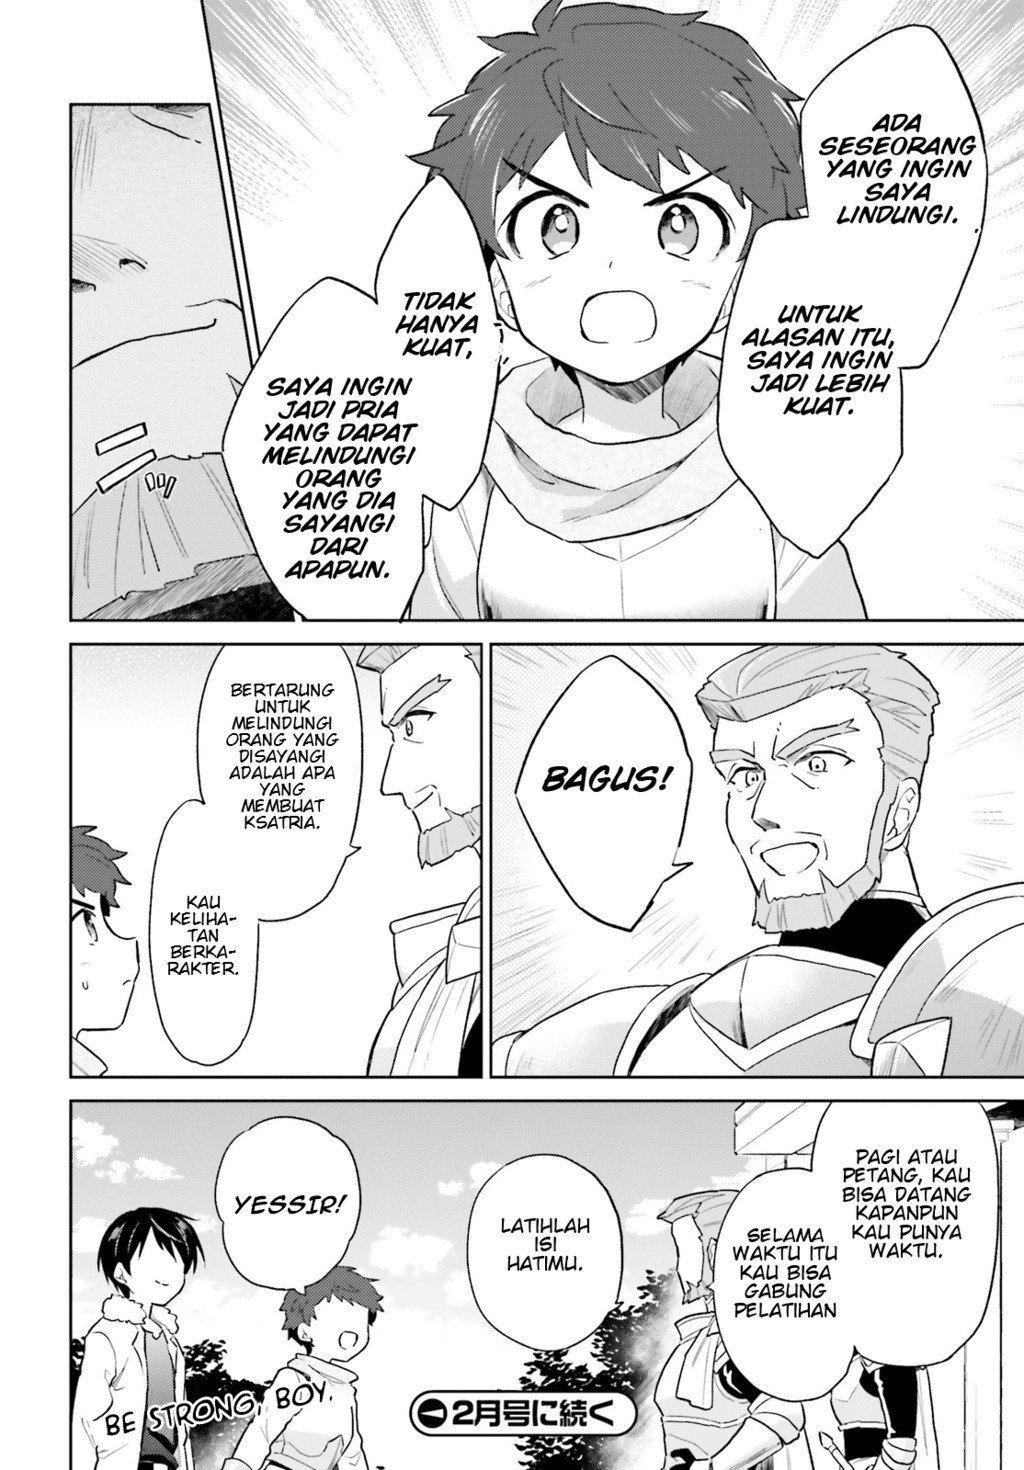 ADA
SESEORANG
YANG INGIN
SAYA
LINDUNGI.
UNTUK
ALASAN ITU,
SAYA INGIN
JADI LEBIH
KUAT.
TIDAK
HANYA
KUAT,
SAYA INGIN
JADI PRIA
YANG DAPAT
MELINDUNGI
ORANG
YANG DIA
SAYANGI
DARI
APAPUN.
BAGUS!
BERTARUNG
UNTUK
MELINDUNGI
ORANG YANG
DISAYANGI
ADALAH APA
YANG
MEMBUAT
KSATRIA.
KAU
KELIHA-
TAN
BERKA-
RAKTER.
PAGI ATAU
PETANG, KAU
BISA DATANG
KAPANPUN
KAU PUNYA
WAKTU.
SELAMA
WAKTU ITU
KAU BISA
GABUNG
PELATIHAN
LATIHLAH
ISI
HATIMU.
YESSIR!
BE STRONG, BOY.
2月号に続く